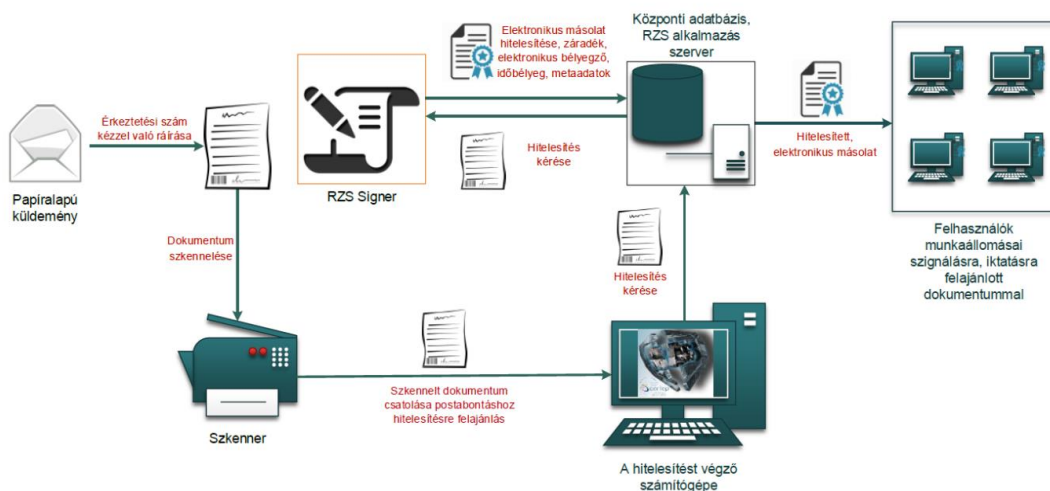 Elektronikus másolat
hitelesítése, záradék,
elektronikus bélyegző,
időbélyeg, metaadatok
Központi adatbázis,
RZS alkalmazás
szerver
Érkeztetési szám
kézzel való ráírása
Hitelesítés
kérése
Hitelesített,
elektronikus másolat
Papíralapú
küldemény
RZS Signer
Dokumentum
szkennelése
Hitelesítés
kérése
Felhasználók
munkaállomásai
szignálásra, iktatásra
felajánlott
dokumentummal
Szkennelt dokumentum
csatolása postabontáshoz
hitelesítésre felajánlás
Szkenner
A hitelesítést végző
számítógépe